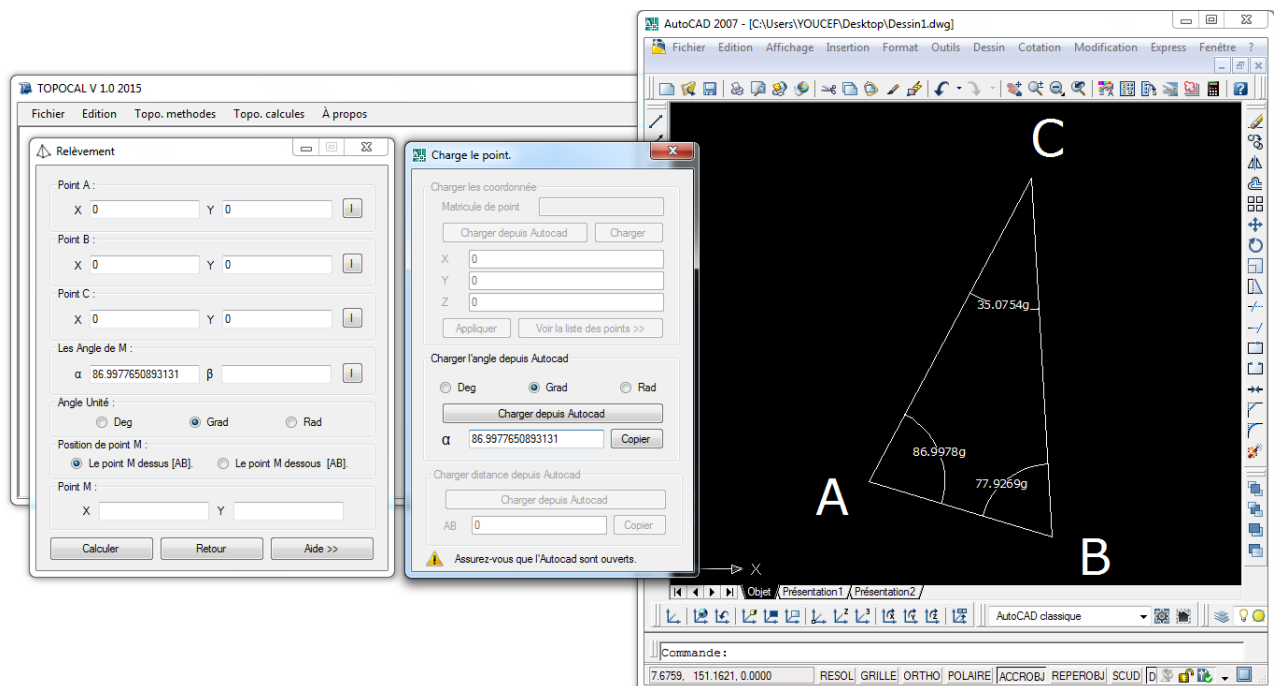 TOPOCAL V 1.0 2015
Fichier Edition Topo. methodes Topo. calcules À propos
Relèvement
Point A :
X 0 Y 0 I
Point B :
X 0 Y 0 I
Point C :
X 0 Y 0 I
Les Angle de M :
α 86.9977650893131 β I
Angle Unité :
Deg Grad Rad
Position de point M :
Le point M dessus [AB]. Le point M dessous [AB].
Point M :
X Y
Calculer Retour Aide >>
Charge le point.
Charger les coordonnée
Matricule de point
Charger depuis Autocad Charger
X 0
Y 0
Z 0
Appliquer Voir la liste des points >>
Charger l'angle depuis Autocad
Deg Grad Rad
Charger depuis Autocad
α 86.9977650893131 Copier
Charger distance depuis Autocad
Charger depuis Autocad
AB 0 Copier
Assurez-vous que l'Autocad sont ouverts.
AutoCAD 2007 - [C:\Users\YOUCEF\Desktop\Dessin1.dwg]
Fichier Edition Affichage Insertion Format Outils Dessin Cotation Modification Express Fenêtre ?
C
35.0754g
86.9978g
77.9269g
A
B
X
Objet Présentation1 Présentation2
AutoCAD classique
Commande:
7.6759, 151.1621, 0.0000 RESOL GRILLE ORTHO POLAIRE ACCROBJ REPEROBJ SCUD D